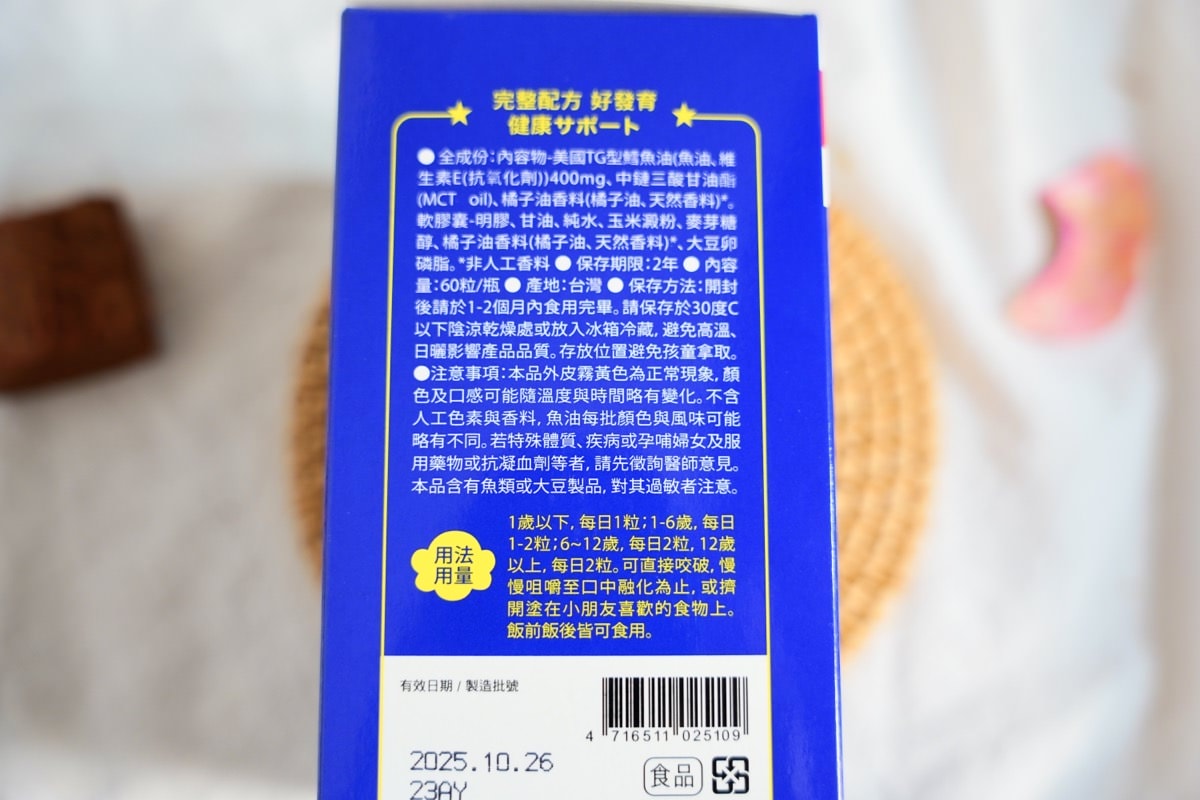 完整配方 好發育
健康サポート
●全成份：內容物-美國TG型鱈魚油(魚油、維
生素E(抗氧化劑))400mg、中鏈三酸甘油酯
(MCT oil)、橘子油香料(橘子油、天然香料)*。
軟膠囊-明膠、甘油、純水、玉米澱粉、麥芽糖
醇、橘子油香料(橘子油、天然香料)*、大豆卵
磷脂。*非人工香料 ● 保存期限：2年 ● 內容
量：60粒/瓶 ● 產地：台灣 ● 保存方法：開封
後請於1-2個月內食用完畢。請保存於30度C
以下陰涼乾燥處或放入冰箱冷藏，避免高溫、
日曬影響產品品質。存放位置避免孩童拿取。
●注意事項：本品外皮霧黃色為正常現象，顏
色及口感可能隨溫度與時間略有變化。不含
人工色素與香料，魚油每批顏色與風味可能
略有不同。若特殊體質、疾病或孕哺婦女及服
用藥物或抗凝血劑等者，請先徵詢醫師意見。
本品含有魚類或大豆製品，對其過敏者注意。
用法
用量
1歲以下，每日1粒；1-6歲，每日
1-2粒；6~12歲，每日2粒，12歲
以上，每日2粒。可直接咬破，慢
慢咀嚼至口中融化為止，或擠
開塗在小朋友喜歡的食物上。
飯前飯後皆可食用。
有效日期 / 製造批號
4 716511 025109
2025.10.26
23AY
食品